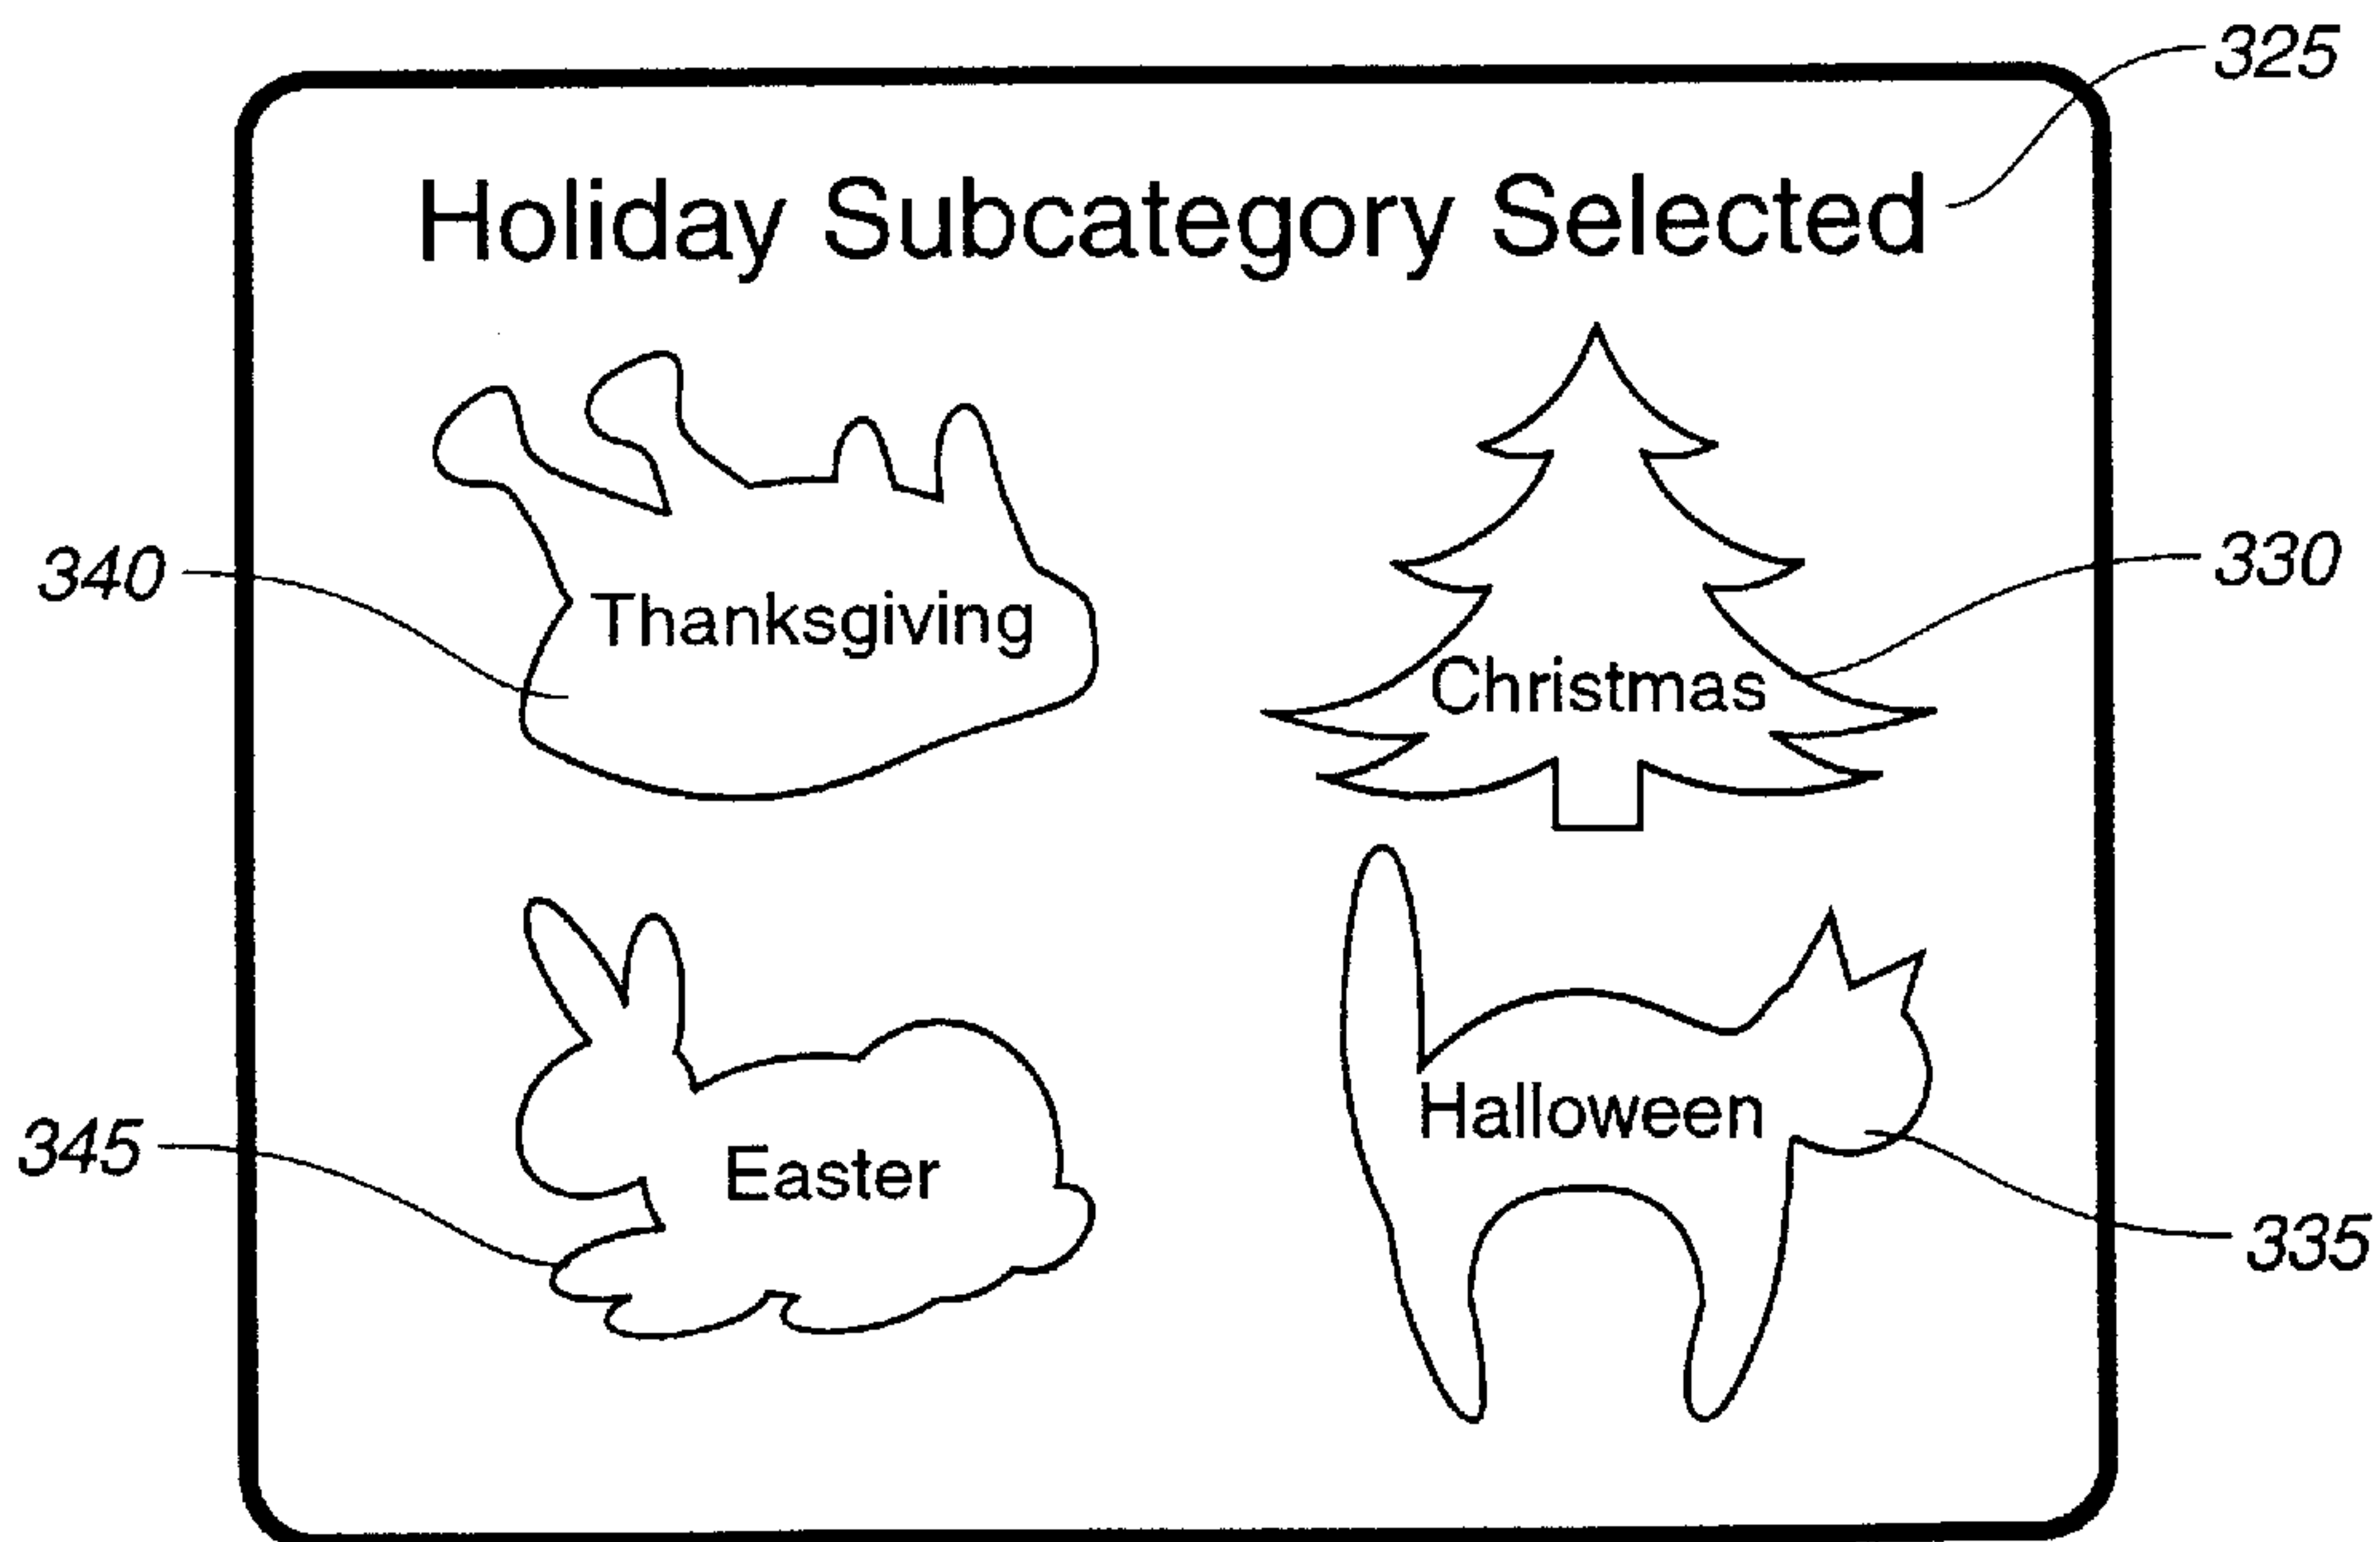 325
Holiday Subcategory Selected
340
Thanksgiving
330
Christmas
345
Easter
Halloween
335